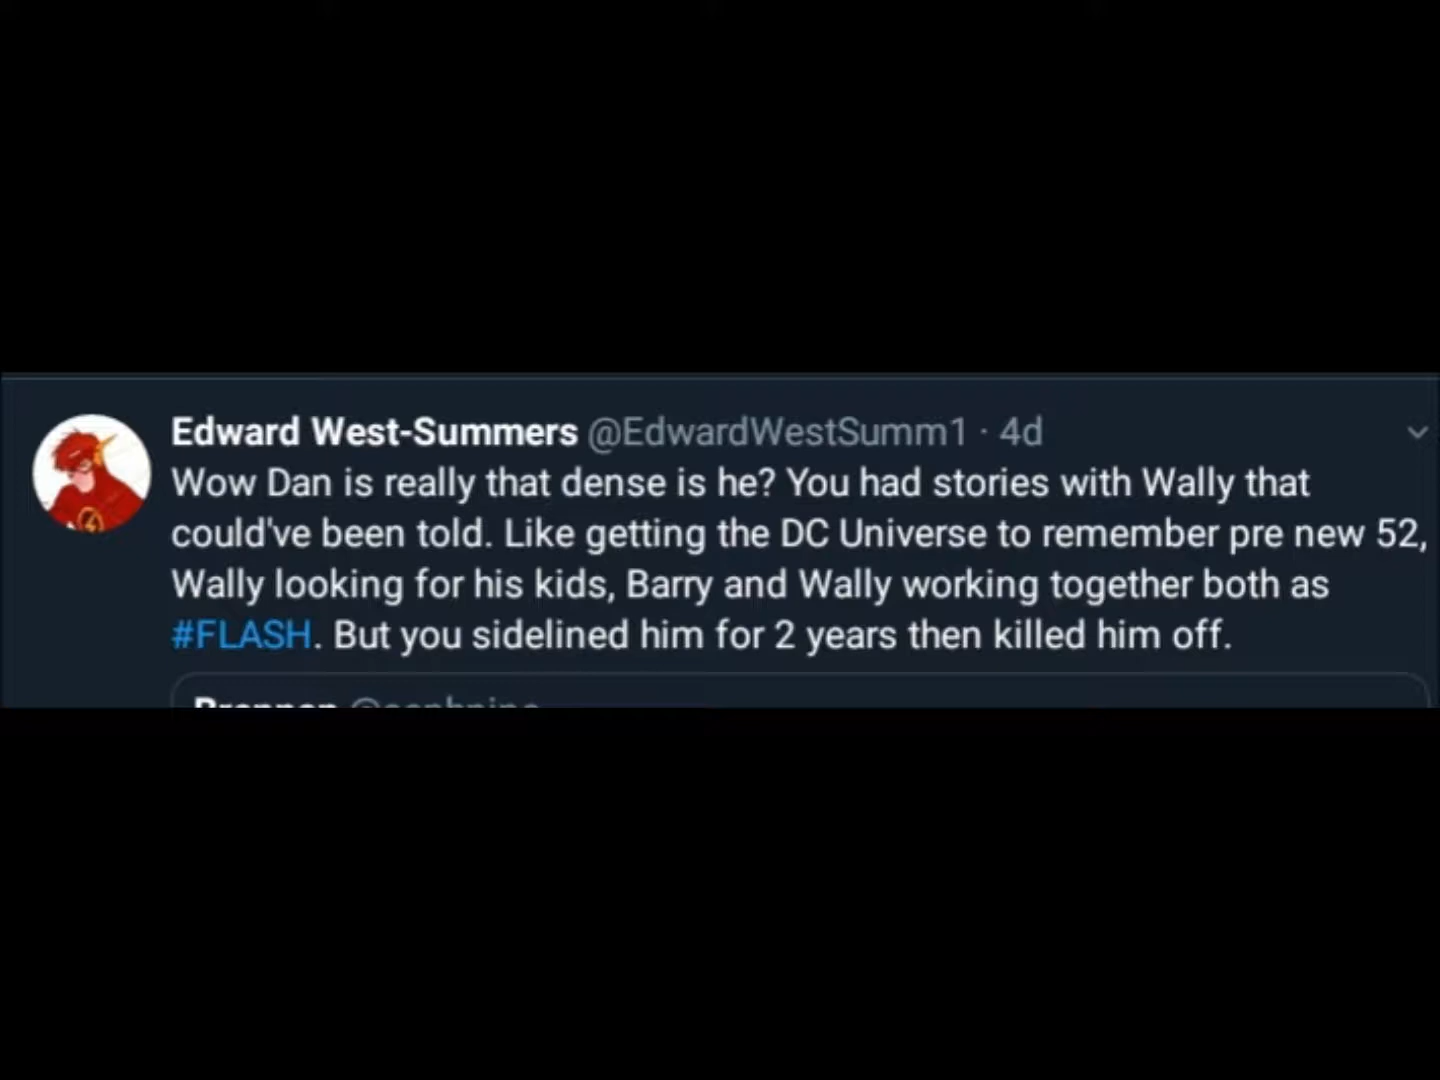 Edward West-Summers @EdwardWestSumm1 · 4d
Wow Dan is really that dense is he? You had stories with Wally that
could've been told. Like getting the DC Universe to remember pre new 52,
Wally looking for his kids, Barry and Wally working together both as
#FLASH. But you sidelined him for 2 years then killed him off.